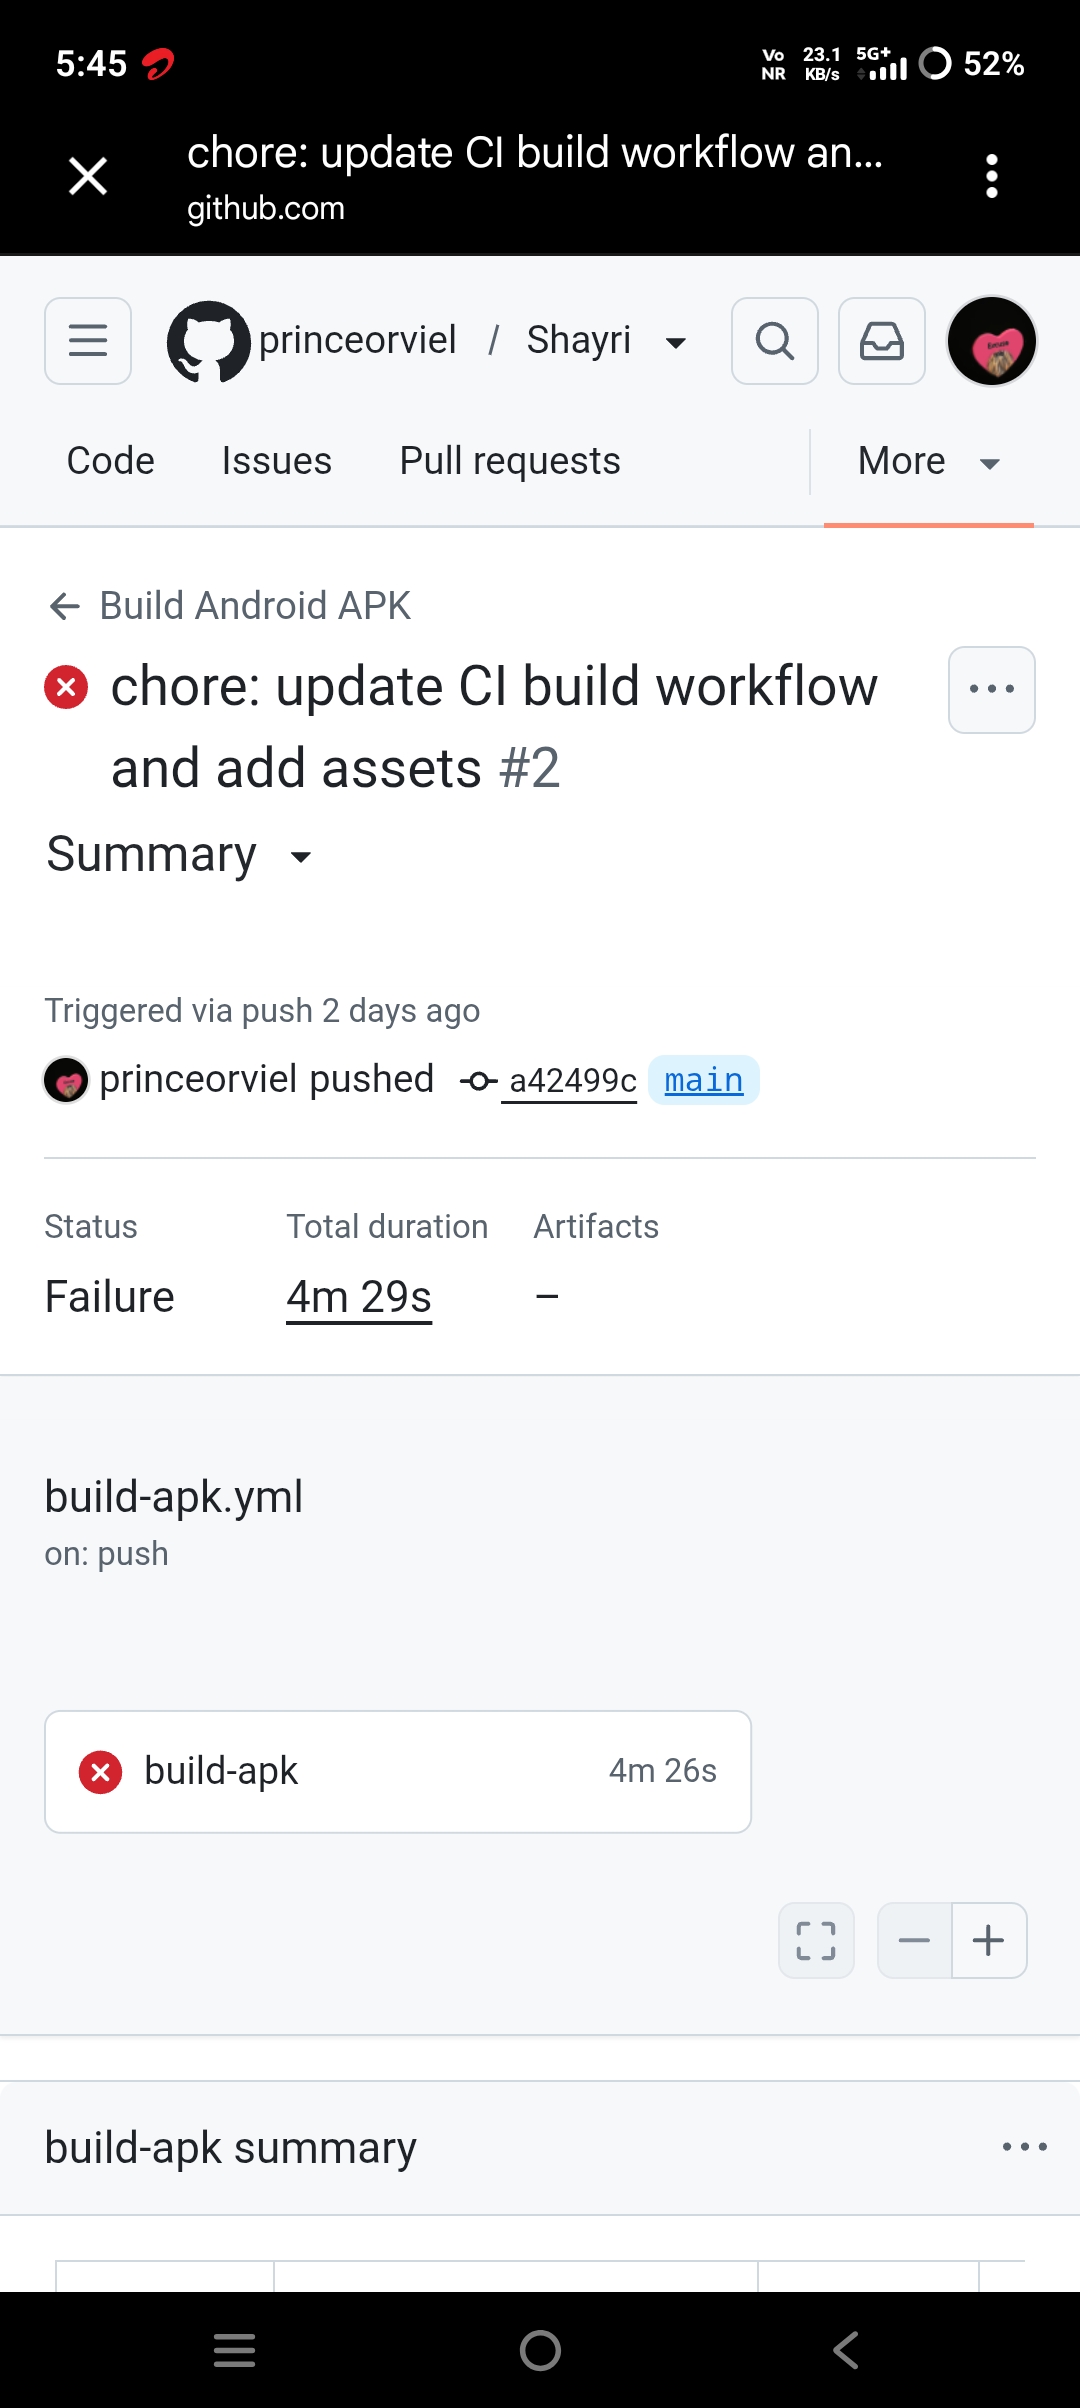 5:45
Vo NR 23.1 KB/s 5G+ 52%
chore: update CI build workflow an...
github.com
princeorviel / Shayri
Code Issues Pull requests More
Build Android APK
chore: update CI build workflow
and add assets #2
Summary
Triggered via push 2 days ago
princeorviel pushed a42499c main
Status Total duration Artifacts
Failure 4m 29s –
build-apk.yml
on: push
build-apk 4m 26s
build-apk summary